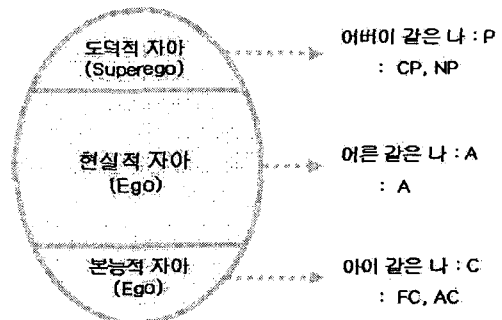 도덕적 자아
(Superego)
어버이 같은 나 : P
: CP, NP
현실적 자아
(Ego)
어른 같은 나 : A
: A
본능적 자아
(Ego)
아이 같은 나 : C
: FC, AC